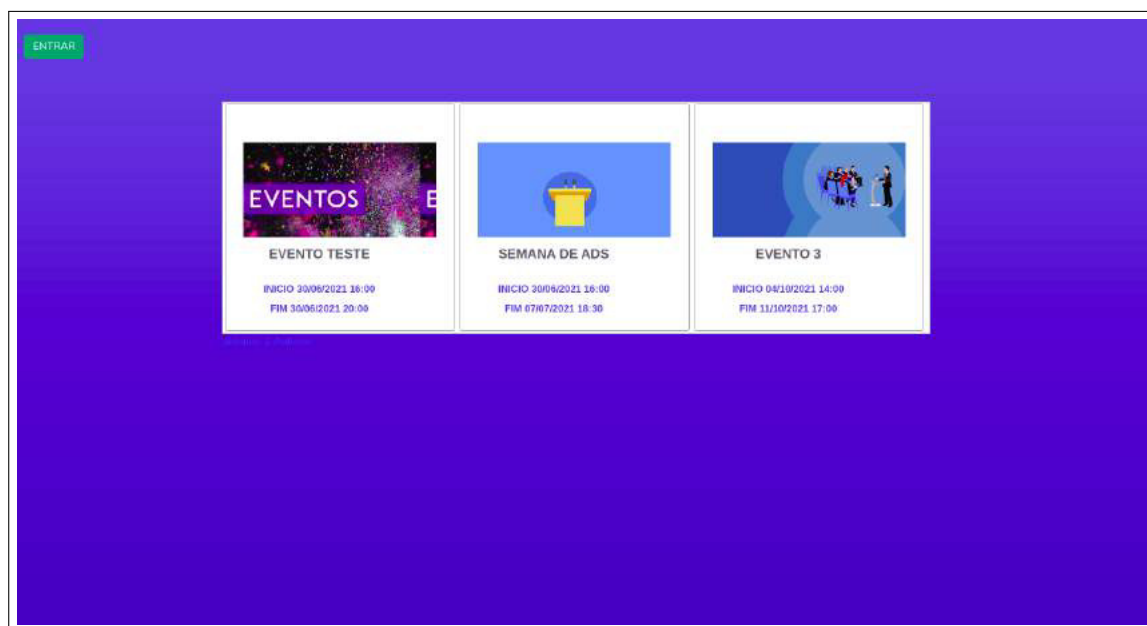 ENTRAR
EVENTOS E
EVENTO TESTE
INICIO 30/06/2021 16:00
FIM 30/06/2021 20:00
SEMANA DE ADS
INICIO 30/06/2021 16:00
FIM 07/07/2021 18:30
EVENTO 3
INICIO 04/10/2021 14:00
FIM 11/10/2021 17:00